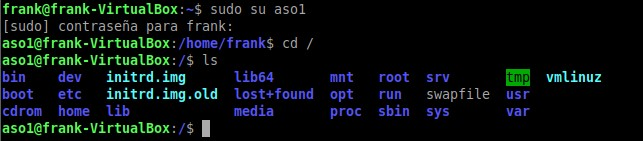 frank@frank-VirtualBox:~$ sudo su aso1
[sudo] contraseña para frank:
aso1@frank-VirtualBox:/home/frank$ cd /
aso1@frank-VirtualBox:/$ ls
bin dev initrd.img lib64 mnt root srv tmp vmlinuz
boot etc initrd.img.old lost+found opt run swapfile usr
cdrom home lib media proc sbin sys var
aso1@frank-VirtualBox:/$